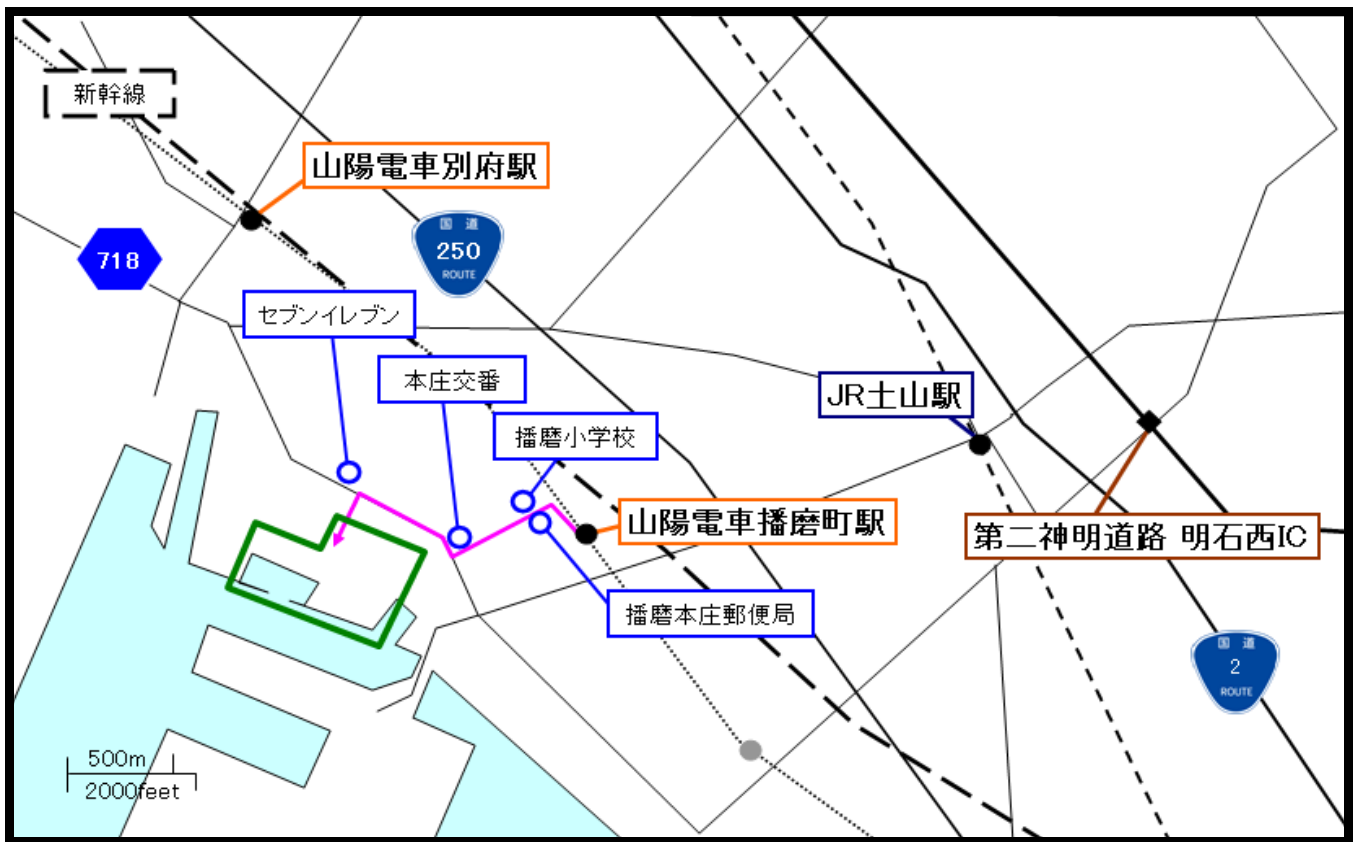 新幹線
山陽電車別府駅
国道
250
ROUTE
718
セブンイレブン
本庄交番
JR土山駅
播磨小学校
山陽電車播磨町駅
第二神明道路 明石西IC
播磨本庄郵便局
国道
2
ROUTE
500m
2000feet